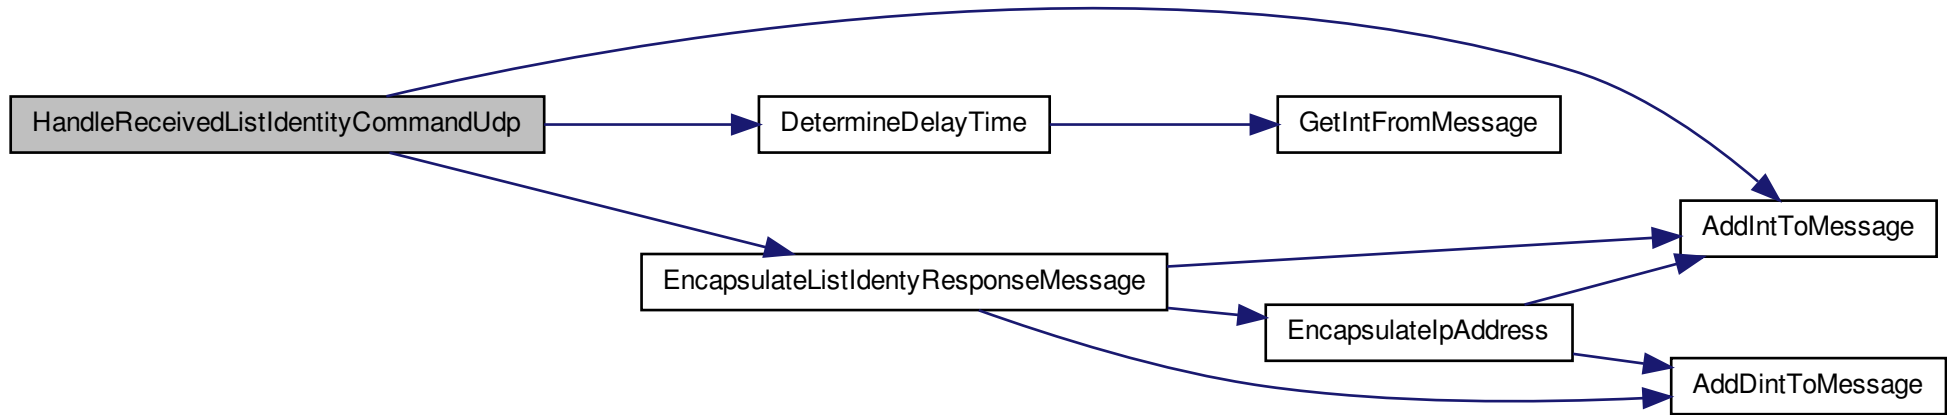 HandleReceivedListIdentityCommandUdp
DetermineDelayTime
GetIntFromMessage
AddIntToMessage
EncapsulateListIdentyResponseMessage
EncapsulateIpAddress
AddDintToMessage